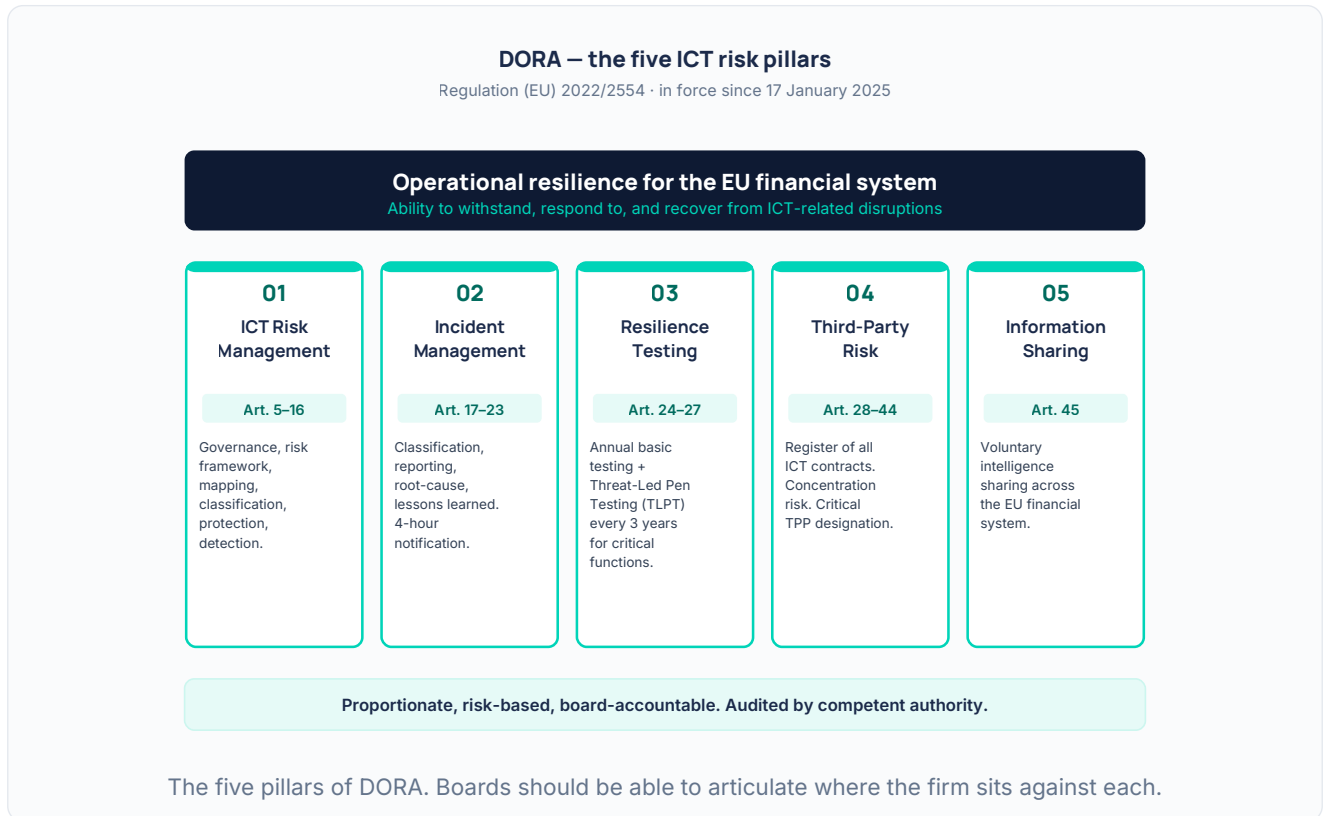 DORA — the five ICT risk pillars
Regulation (EU) 2022/2554 · in force since 17 January 2025
Operational resilience for the EU financial system
Ability to withstand, respond to, and recover from ICT-related disruptions
01
ICT Risk
Management
Art. 5–16
Governance, risk
framework,
mapping,
classification,
protection,
detection.
02
Incident
Management
Art. 17–23
Classification,
reporting,
root-cause,
lessons learned.
4-hour
notification.
03
Resilience
Testing
Art. 24–27
Annual basic
testing +
Threat-Led Pen
Testing (TLPT)
every 3 years
for critical
functions.
04
Third-Party
Risk
Art. 28–44
Register of all
ICT contracts.
Concentration
risk. Critical
TPP designation.
05
Information
Sharing
Art. 45
Voluntary
intelligence
sharing across
the EU financial
system.
Proportionate, risk-based, board-accountable. Audited by competent authority.
The five pillars of DORA. Boards should be able to articulate where the firm sits against each.